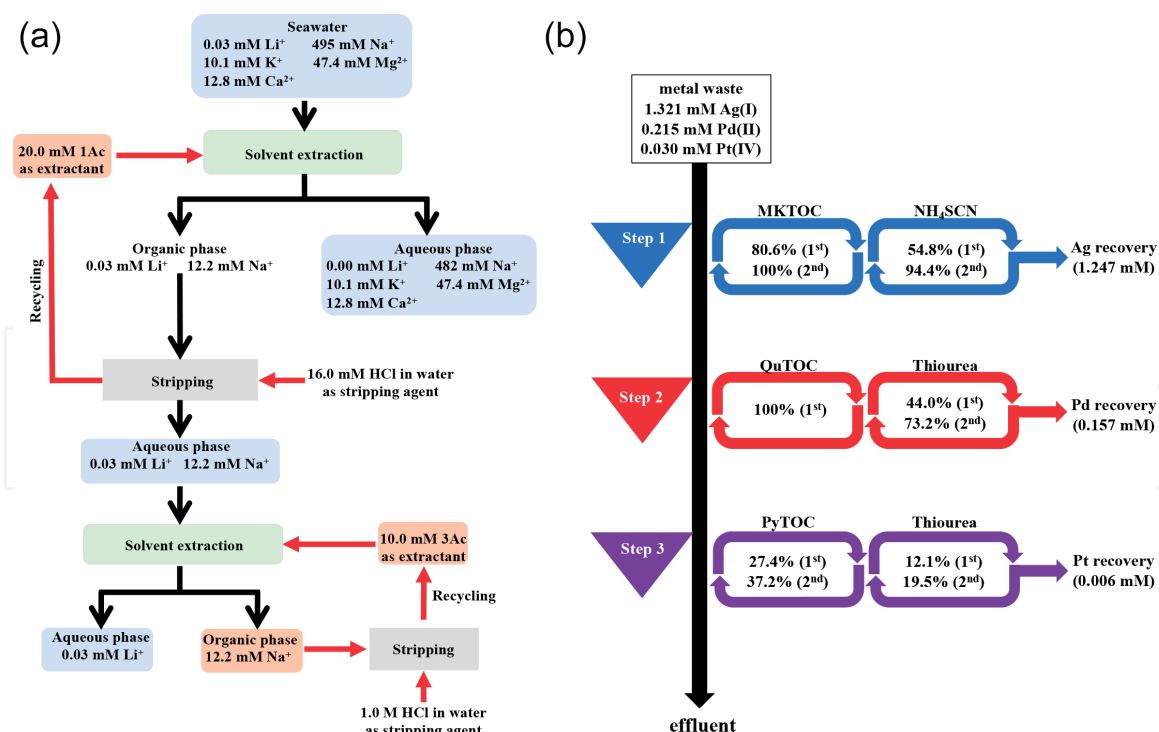 (a)
Seawater
0.03 mM Li⁺ 495 mM Na⁺
10.1 mM K⁺ 47.4 mM Mg²⁺
12.8 mM Ca²⁺
20.0 mM 1Ac
as extractant
Solvent extraction
Recycling
Organic phase
0.03 mM Li⁺ 12.2 mM Na⁺
Aqueous phase
0.00 mM Li⁺ 482 mM Na⁺
10.1 mM K⁺ 47.4 mM Mg²⁺
12.8 mM Ca²⁺
Stripping
16.0 mM HCl in water
as stripping agent
Aqueous phase
0.03 mM Li⁺ 12.2 mM Na⁺
Solvent extraction
10.0 mM 3Ac
as extractant
Recycling
Aqueous phase
0.03 mM Li⁺
Organic phase
12.2 mM Na⁺
Stripping
1.0 M HCl in water
as stripping agent
(b)
metal waste
1.321 mM Ag(I)
0.215 mM Pd(II)
0.030 mM Pt(IV)
Step 1
MKTOC
80.6% (1st)
100% (2nd)
NH₄SCN
54.8% (1st)
94.4% (2nd)
Ag recovery
(1.247 mM)
Step 2
QuTOC
100% (1st)
Thiourea
44.0% (1st)
73.2% (2nd)
Pd recovery
(0.157 mM)
Step 3
PyTOC
27.4% (1st)
37.2% (2nd)
Thiourea
12.1% (1st)
19.5% (2nd)
Pt recovery
(0.006 mM)
effluent